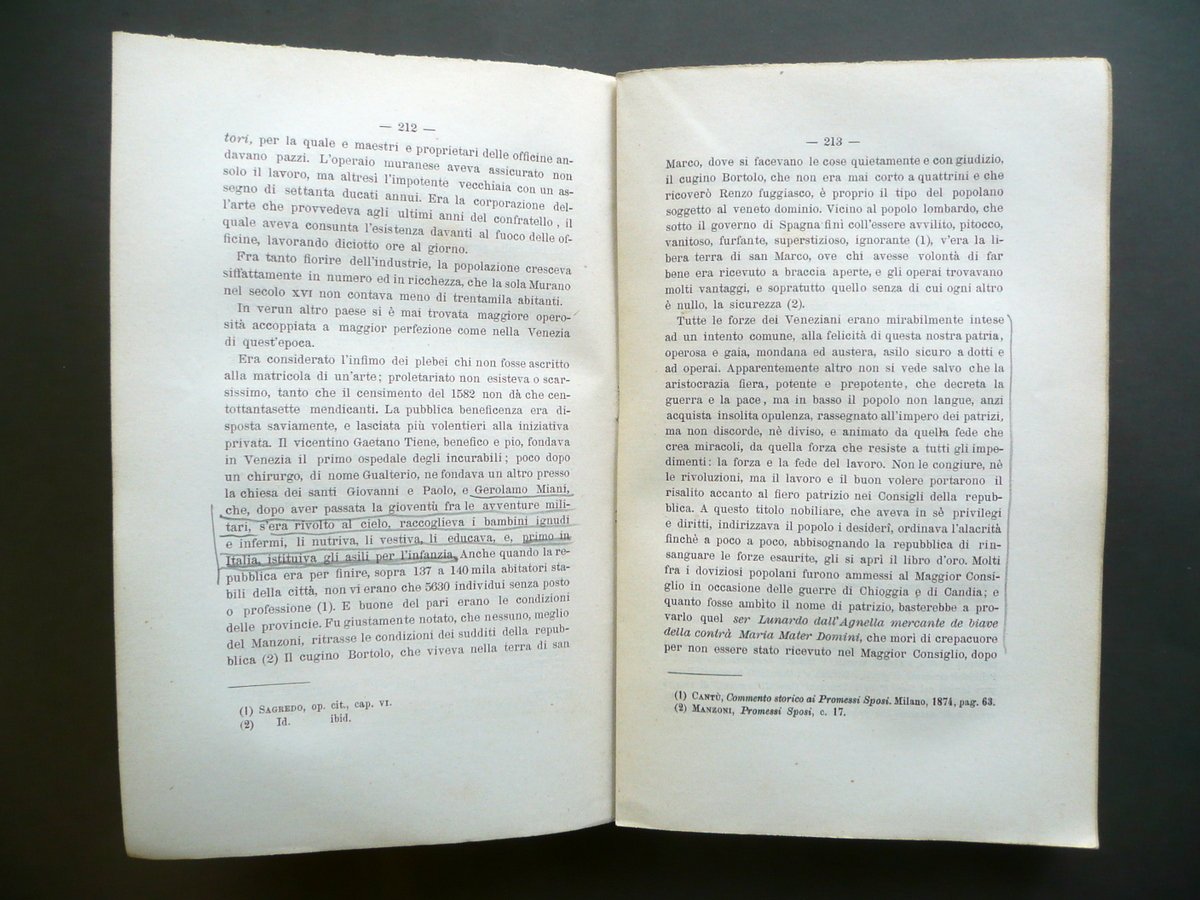 — 212 —
tori, per la quale e maestri e proprietari delle officine an-
davano pazzi. L'operaio muranese aveva assicurato non
solo il lavoro, ma altresì l'impotente vecchiaia con un as-
segno di settanta ducati annui. Era la corporazione del-
l'arte che provvedeva agli ultimi anni del confratello, il
quale aveva consunta l'esistenza davanti al fuoco delle of-
ficine, lavorando diciotto ore al giorno.
Fra tanto fiorire dell'industrie, la popolazione cresceva
siffattamente in numero ed in ricchezza, che la sola Murano
nel secolo XVI non contava meno di trentamila abitanti.
In verun altro paese si è mai trovata maggiore opero-
sità accoppiata a maggior perfezione come nella Venezia
di quest'epoca.
Era considerato l'infimo dei plebei chi non fosse ascritto
alla matricola di un'arte; proletariato non esisteva o scar-
sissimo, tanto che il censimento del 1582 non dà che cen-
tottantasette mendicanti. La pubblica beneficenza era di-
sposta saviamente, e lasciata più volentieri alla iniziativa
privata. Il vicentino Gaetano Tiene, benefico e pio, fondava
in Venezia il primo ospedale degli incurabili; poco dopo
un chirurgo, di nome Gualterio, ne fondava un altro presso
la chiesa dei santi Giovanni e Paolo, e Gerolamo Miani,
che, dopo aver passata la gioventù fra le avventure mili-
tari, s'era rivolto al cielo, raccoglieva i bambini ignudi
e infermi, li nutriva, li vestiva, li educava, e, primo in
Italia, istituiva gli asili per l'infanzia. Anche quando la re-
pubblica era per finire, sopra 137 a 140 mila abitatori sta-
bili della città, non vi erano che 5630 individui senza posto
o professione (1). E buone del pari erano le condizioni
delle provincie. Fu giustamente notato, che nessuno, meglio
del Manzoni, ritrasse le condizioni dei sudditi della repub-
blica (2) Il cugino Bortolo, che viveva nella terra di san
(1) SAGREDO, op. cit., cap. VI.
(2) Id. ibid.
— 213 —
Marco, dove si facevano le cose quietamente e con giudizio,
il cugino Bortolo, che non era mai corto a quattrini e che
ricoverò Renzo fuggiasco, è proprio il tipo del popolano
soggetto al veneto dominio. Vicino al popolo lombardo, che
sotto il governo di Spagna finì coll'essere avvilito, pitocco,
vanitoso, furfante, superstizioso, ignorante (1), v'era la li-
bera terra di san Marco, ove chi avesse volontà di far
bene era ricevuto a braccia aperte, e gli operai trovavano
molti vantaggi, e sopratutto quello senza di cui ogni altro
è nullo, la sicurezza (2).
Tutte le forze dei Veneziani erano mirabilmente intese
ad un intento comune, alla felicità di questa nostra patria,
operosa e gaia, mondana ed austera, asilo sicuro a dotti e
ad operai. Apparentemente altro non si vede salvo che la
aristocrazia fiera, potente e prepotente, che decreta la
guerra e la pace, ma in basso il popolo non langue, anzi
acquista insolita opulenza, rassegnato all'impero dei patrizi,
ma non discorde, nè diviso, e animato da quella fede che
crea miracoli, da quella forza che resiste a tutti gli impe-
dimenti: la forza e la fede del lavoro. Non le congiure, nè
le rivoluzioni, ma il lavoro e il buon volere portarono il
risalito accanto al fiero patrizio nei Consigli della repub-
blica. A questo titolo nobiliare, che aveva in sè privilegi
e diritti, indirizzava il popolo i desiderî, ordinava l'alacrità
finchè a poco a poco, abbisognando la repubblica di rin-
sanguare le forze esaurite, gli si aprì il libro d'oro. Molti
fra i doviziosi popolani furono ammessi al Maggior Consi-
glio in occasione delle guerre di Chioggia e di Candia; e
quanto fosse ambito il nome di patrizio, basterebbe a pro-
varlo quel ser Lunardo dall'Agnella mercante de biave
della contrà Maria Mater Domini, che morì di crepacuore
per non essere stato ricevuto nel Maggior Consiglio, dopo
(1) CANTÙ, Commento storico ai Promessi Sposi. Milano, 1874, pag. 63.
(2) MANZONI, Promessi Sposi, c. 17.